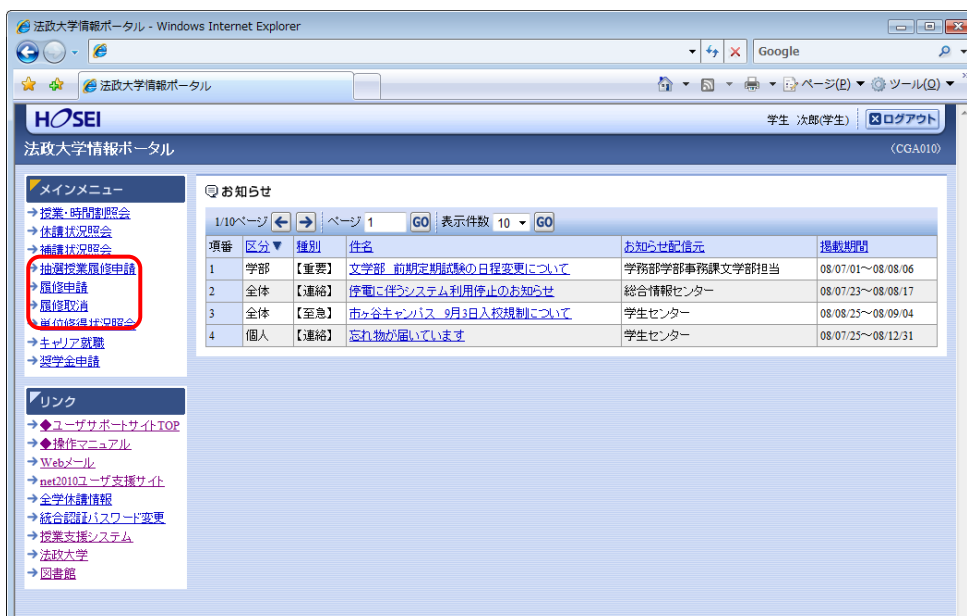 法政大学情報ポータル - Windows Internet Explorer
Google
法政大学情報ポータル
ページ(P) ツール(O)
HOSEI
学生 次郎(学生) ログアウト
法政大学情報ポータル 〈CGA010〉
メインメニュー
授業・時間割照会
休講状況照会
補講状況照会
抽選授業履修申請
履修申請
履修取消
単位修得状況照会
キャリア就職
奨学金申請
リンク
◆ユーザサポートサイトTOP
◆操作マニュアル
Webメール
net2010ユーザ支援サイト
全学休講情報
統合認証パスワード変更
授業支援システム
法政大学
図書館
お知らせ
1/10ページ ページ 1 GO 表示件数 10 GO
項番 区分▼ 種別 件名 お知らせ配信元 掲載期間
1 学部 【重要】 文学部 前期定期試験の日程変更について 学務部学部事務課文学部担当 08/07/01～08/08/06
2 全体 【連絡】 停電に伴うシステム利用停止のお知らせ 総合情報センター 08/07/23～08/08/17
3 全体 【至急】 市ヶ谷キャンパス 9月3日入校規制について 学生センター 08/08/25～08/09/04
4 個人 【連絡】 忘れ物が届いています 学生センター 08/07/25～08/12/31